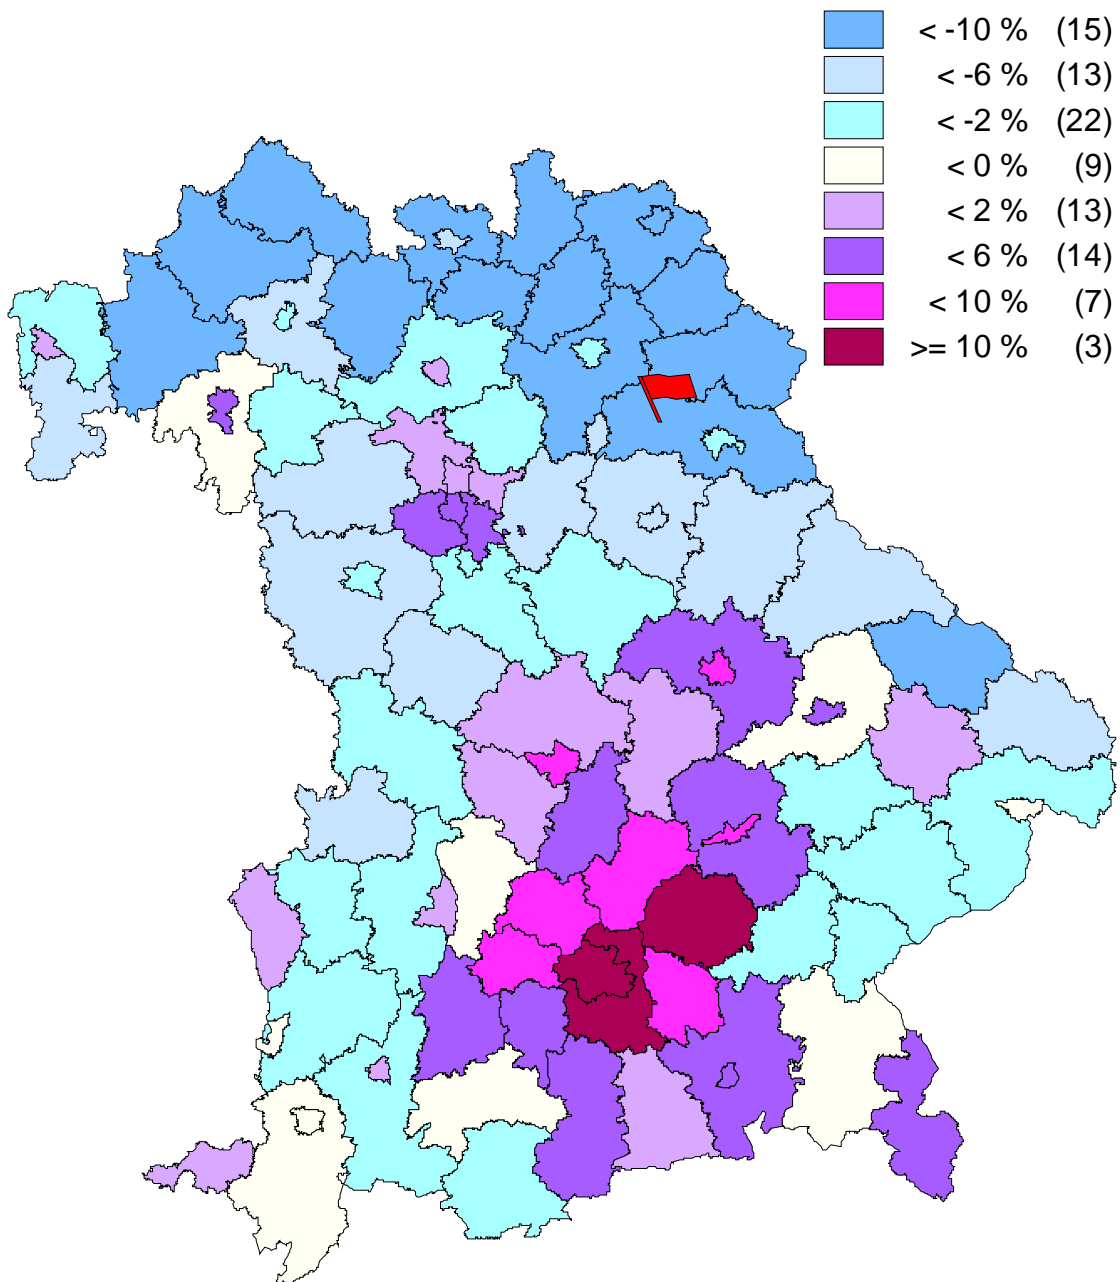 < -10 % (15)
< -6 % (13)
< -2 % (22)
< 0 % (9)
< 2 % (13)
< 6 % (14)
< 10 % (7)
>= 10 % (3)